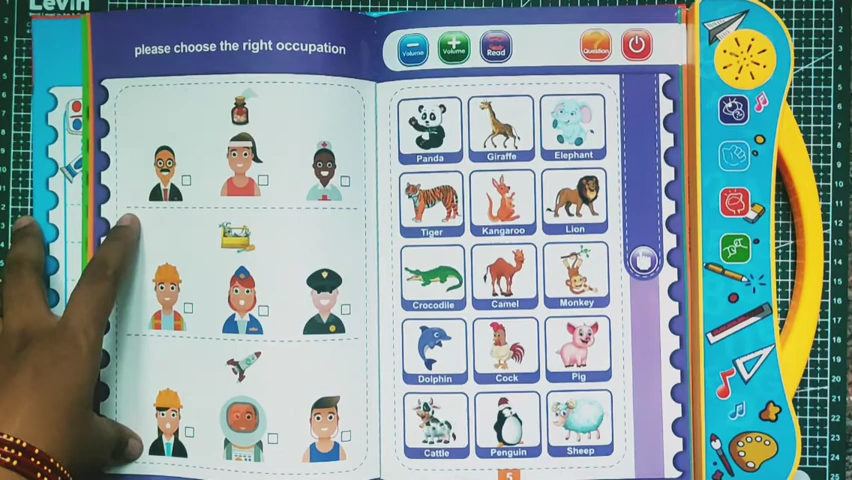 Levin
please choose the right occupation
Volume
Volume
Read
Question
Panda
Giraffe
Elephant
Tiger
Kangaroo
Lion
Crocodile
Camel
Monkey
Dolphin
Cock
Pig
Cattle
Penguin
Sheep
5